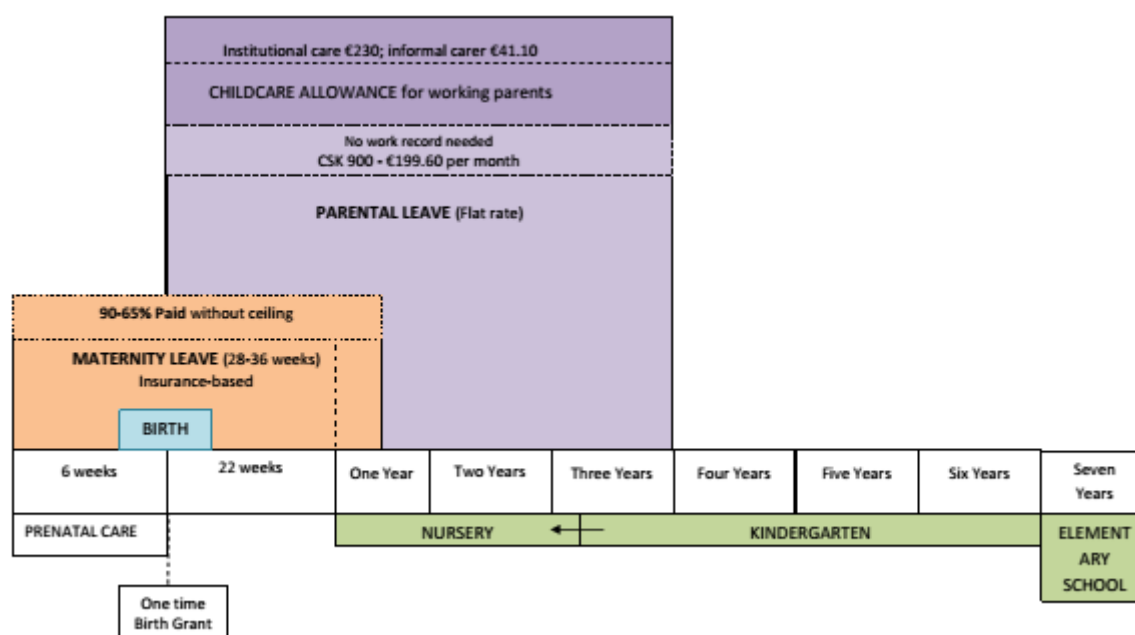 Institutional care €230; informal carer €41.10
CHILDCARE ALLOWANCE for working parents
No work record needed
CSK 900 - €199.60 per month
PARENTAL LEAVE (Flat rate)
90-65% Paid without ceiling
MATERNITY LEAVE (28-36 weeks)
Insurance-based
BIRTH
6 weeks
22 weeks
One Year
Two Years
Three Years
Four Years
Five Years
Six Years
Seven
Years
PRENATAL CARE
NURSERY
KINDERGARTEN
ELEMENT
ARY
SCHOOL
One time
Birth Grant